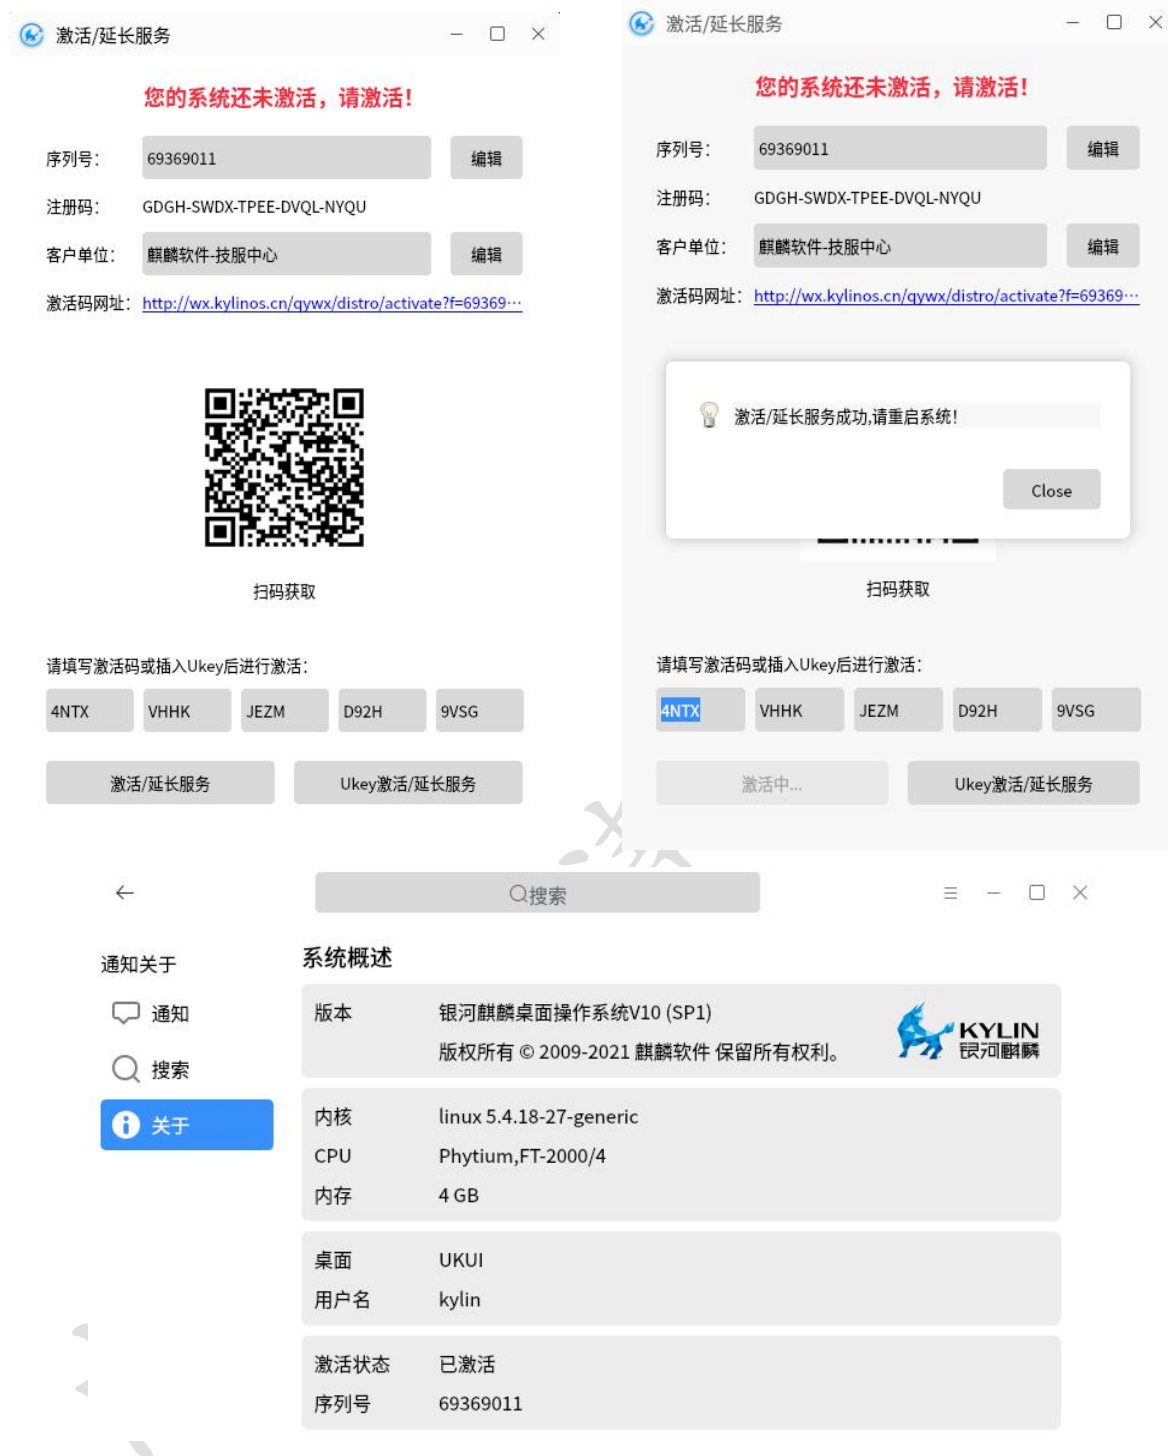 激活/延长服务
您的系统还未激活，请激活！
序列号： 69369011 编辑
注册码： GDGH-SWDX-TPEE-DVQL-NYQU
客户单位： 麒麟软件-技服中心 编辑
激活码网址： http://wx.kylinos.cn/qywx/distro/activate?f=69369···
扫码获取
请填写激活码或插入Ukey后进行激活：
4NTX VHHK JEZM D92H 9VSG
激活/延长服务 Ukey激活/延长服务
激活/延长服务
您的系统还未激活，请激活！
序列号： 69369011 编辑
注册码： GDGH-SWDX-TPEE-DVQL-NYQU
客户单位： 麒麟软件-技服中心 编辑
激活码网址： http://wx.kylinos.cn/qywx/distro/activate?f=69369···
激活/延长服务成功,请重启系统！
Close
扫码获取
请填写激活码或插入Ukey后进行激活：
4NTX VHHK JEZM D92H 9VSG
激活中... Ukey激活/延长服务
搜索
通知关于
通知
搜索
关于
系统概述
版本 银河麒麟桌面操作系统V10 (SP1)
版权所有 © 2009-2021 麒麟软件 保留所有权利。
KYLIN
银河麒麟
内核 linux 5.4.18-27-generic
CPU Phytium,FT-2000/4
内存 4 GB
桌面 UKUI
用户名 kylin
激活状态 已激活
序列号 69369011